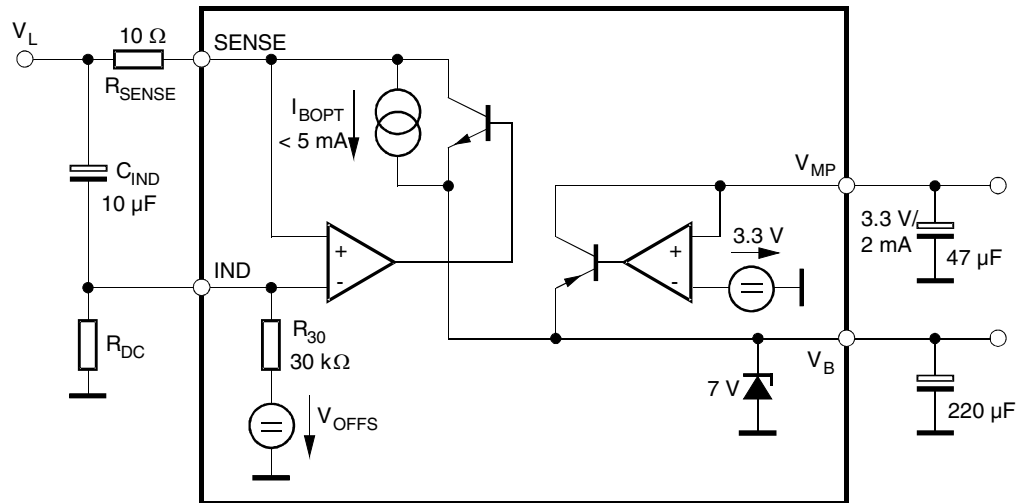 V_L
10 Ω
R_SENSE
SENSE
I_BOPT
< 5 mA
C_IND
10 µF
+
-
IND
R_DC
R_30
30 kΩ
=
V_OFFS
V_MP
3.3 V/
2 mA
47 µF
3.3 V
+
-
=
V_B
7 V
220 µF